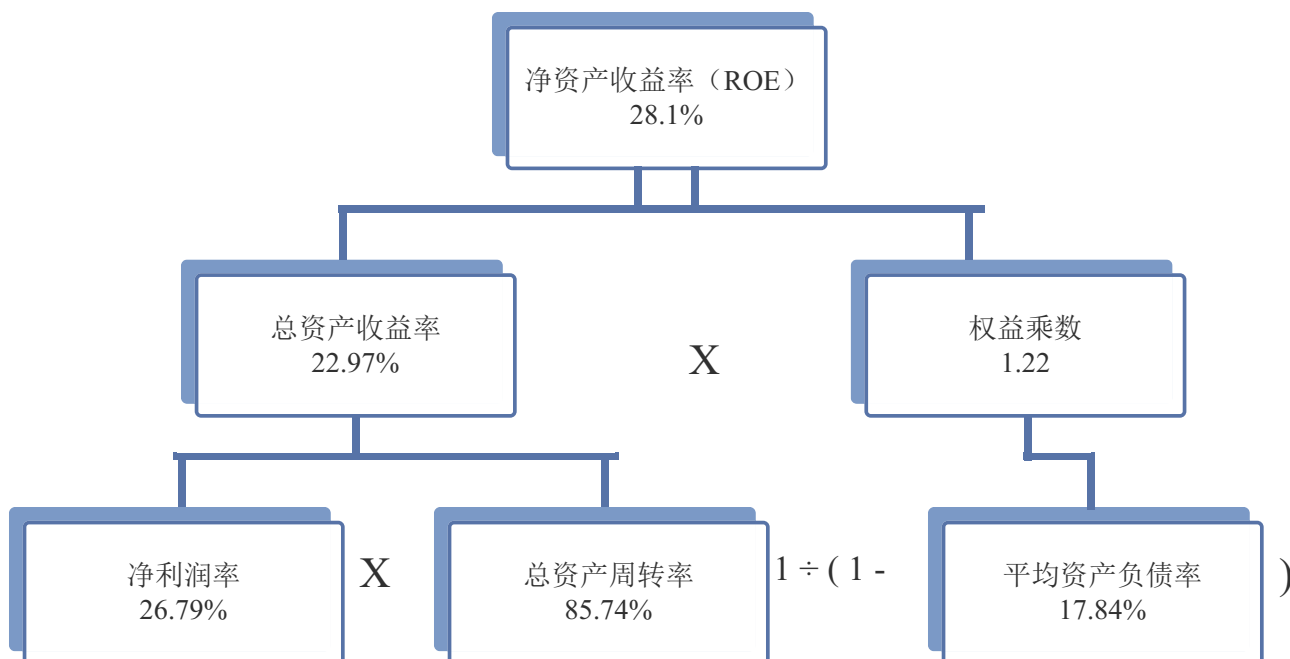 净资产收益率（ROE）
28.1%
总资产收益率
22.97%
X
权益乘数
1.22
净利润率
26.79%
X
总资产周转率
85.74%
1 ÷ ( 1 -
平均资产负债率
17.84%
)